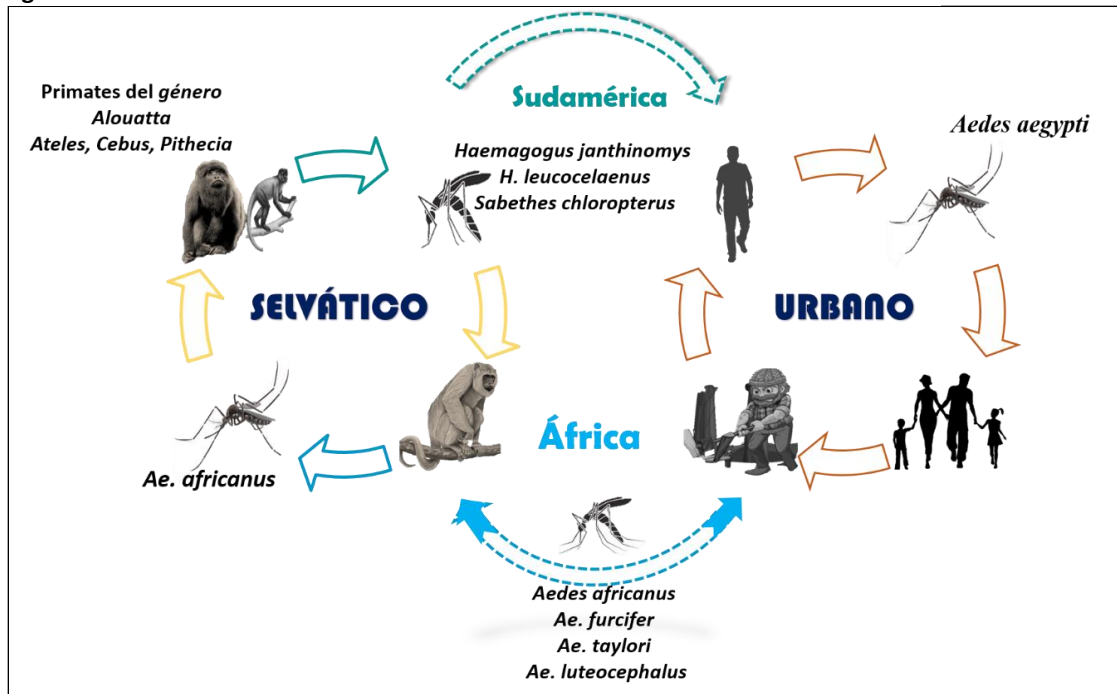 Sudamérica
Primates del género
Alouatta
Ateles, Cebus, Pithecia
Haemagogus janthinomys
H. leucocelaenus
Sabethes chloropterus
Aedes aegypti
SELVÁTICO
URBANO
África
Ae. africanus
Aedes africanus
Ae. furcifer
Ae. taylori
Ae. luteocephalus